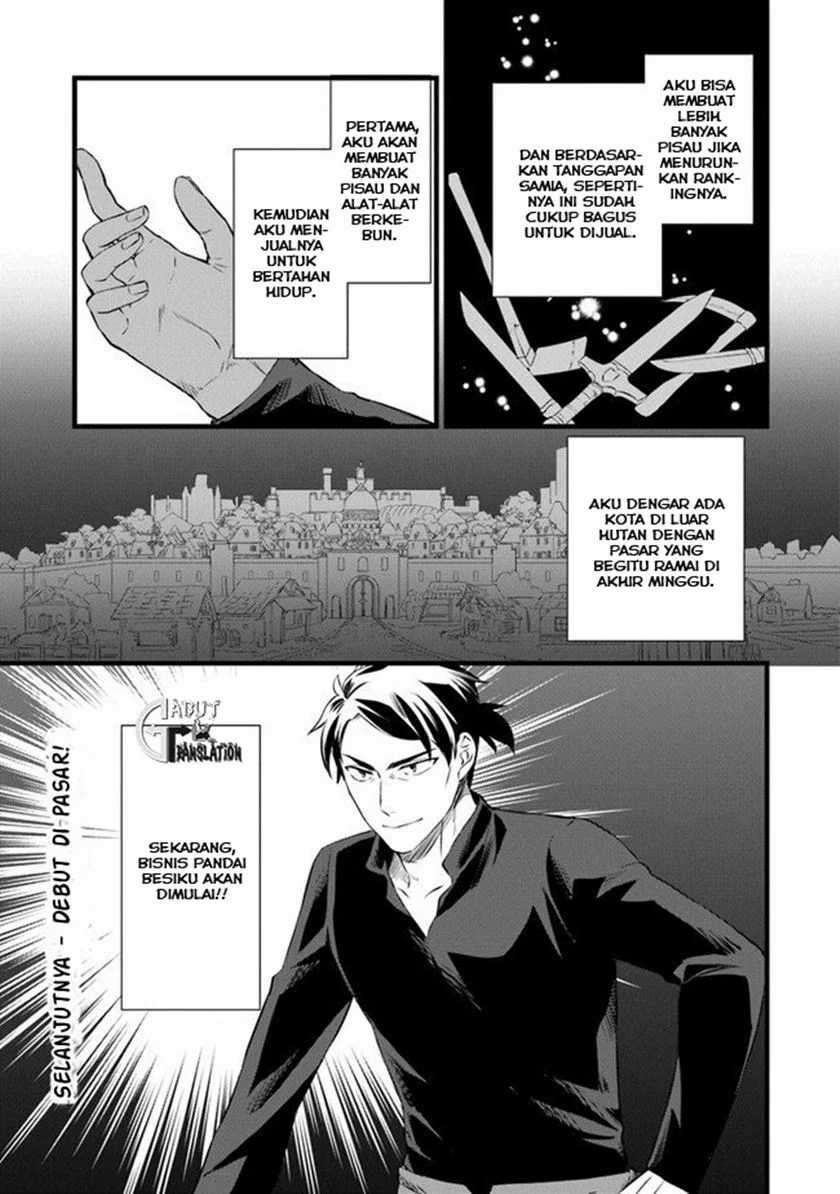 AKU BISA
MEMBUAT
LEBIH
BANYAK
PISAU JIKA
MENURUN-
KAN RANK-
INGNYA.
DAN BERDASAR-
KAN TANGGAPAN
SAMIA, SEPERTI-
NYA INI SUDAH
CUKUP BAGUS
UNTUK DIJUAL.
PERTAMA,
AKU AKAN
MEMBUAT
BANYAK
PISAU DAN
ALAT-ALAT
BERKE-
BUN.
KEMUDIAN
AKU MEN-
JUALNYA
UNTUK
BERTAHAN
HIDUP.
AKU DENGAR ADA
KOTA DI LUAR
HUTAN DENGAN
PASAR YANG
BEGITU RAMAI DI
AKHIR MINGGU.
TRANSLATION
SEKARANG,
BISNIS PANDAI
BESIKU AKAN
DIMULAI!!
SELANJUTNYA - DEBUT DI PASAR!